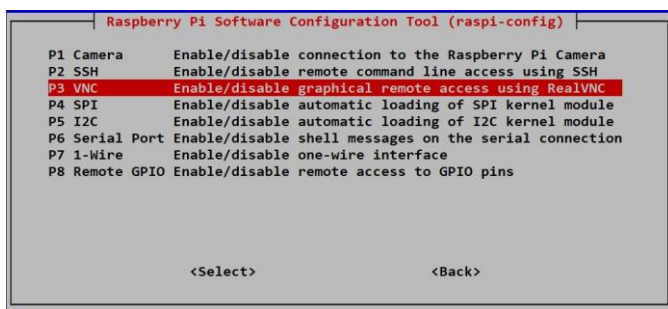 Raspberry Pi Software Configuration Tool (raspi-config)
P1 Camera Enable/disable connection to the Raspberry Pi Camera
P2 SSH Enable/disable remote command line access using SSH
P3 VNC Enable/disable graphical remote access using RealVNC
P4 SPI Enable/disable automatic loading of SPI kernel module
P5 I2C Enable/disable automatic loading of I2C kernel module
P6 Serial Port Enable/disable shell messages on the serial connection
P7 1-Wire Enable/disable one-wire interface
P8 Remote GPIO Enable/disable remote access to GPIO pins
<Select> <Back>